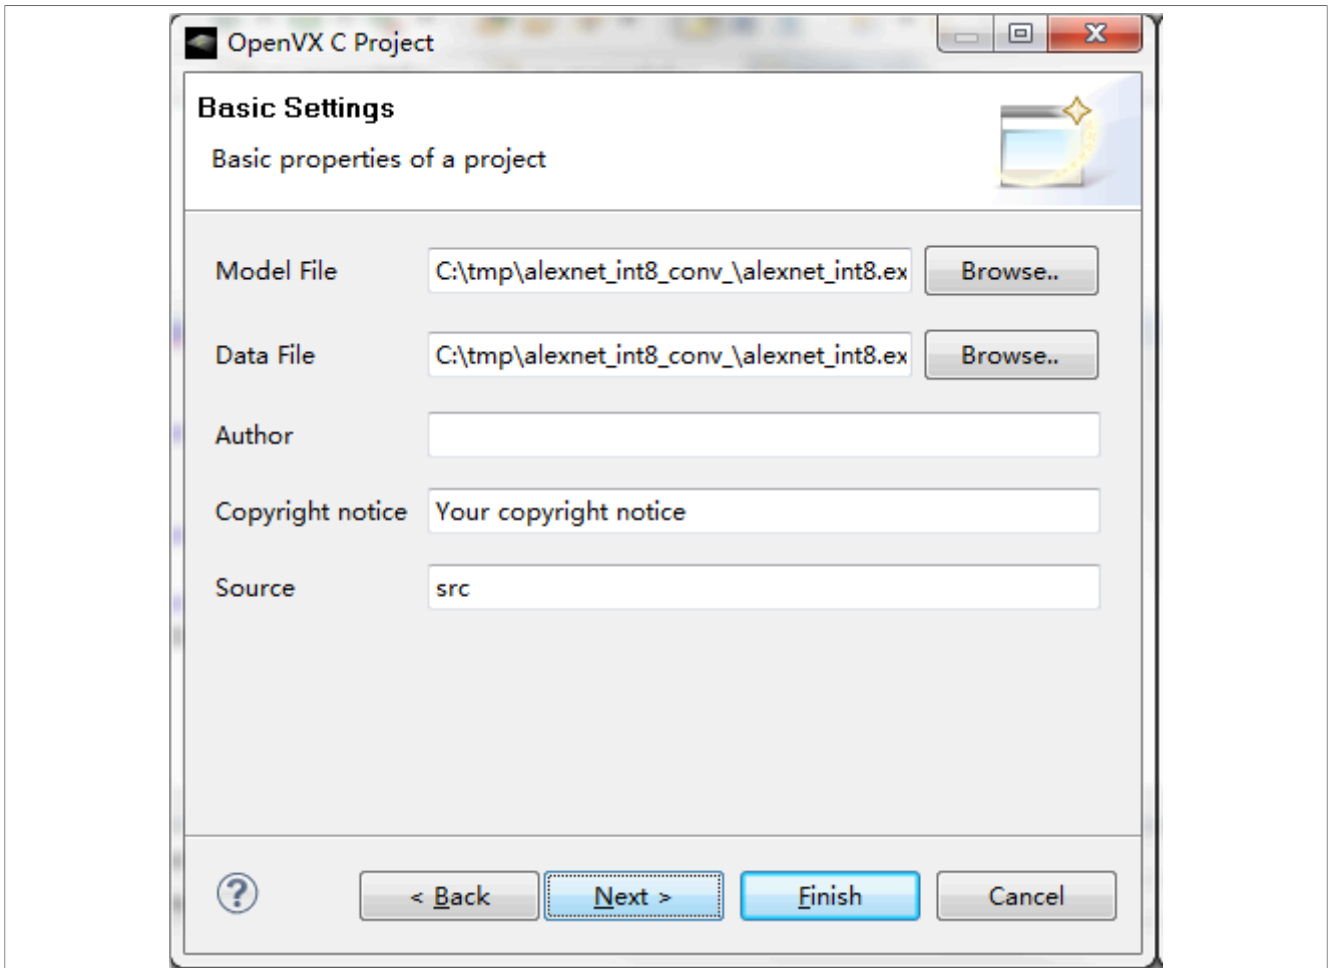 OpenVX C Project
Basic Settings
Basic properties of a project
Model File C:\tmp\alexnet_int8_conv_\alexnet_int8.ex Browse..
Data File C:\tmp\alexnet_int8_conv_\alexnet_int8.ex Browse..
Author
Copyright notice Your copyright notice
Source src
? < Back Next > Finish Cancel